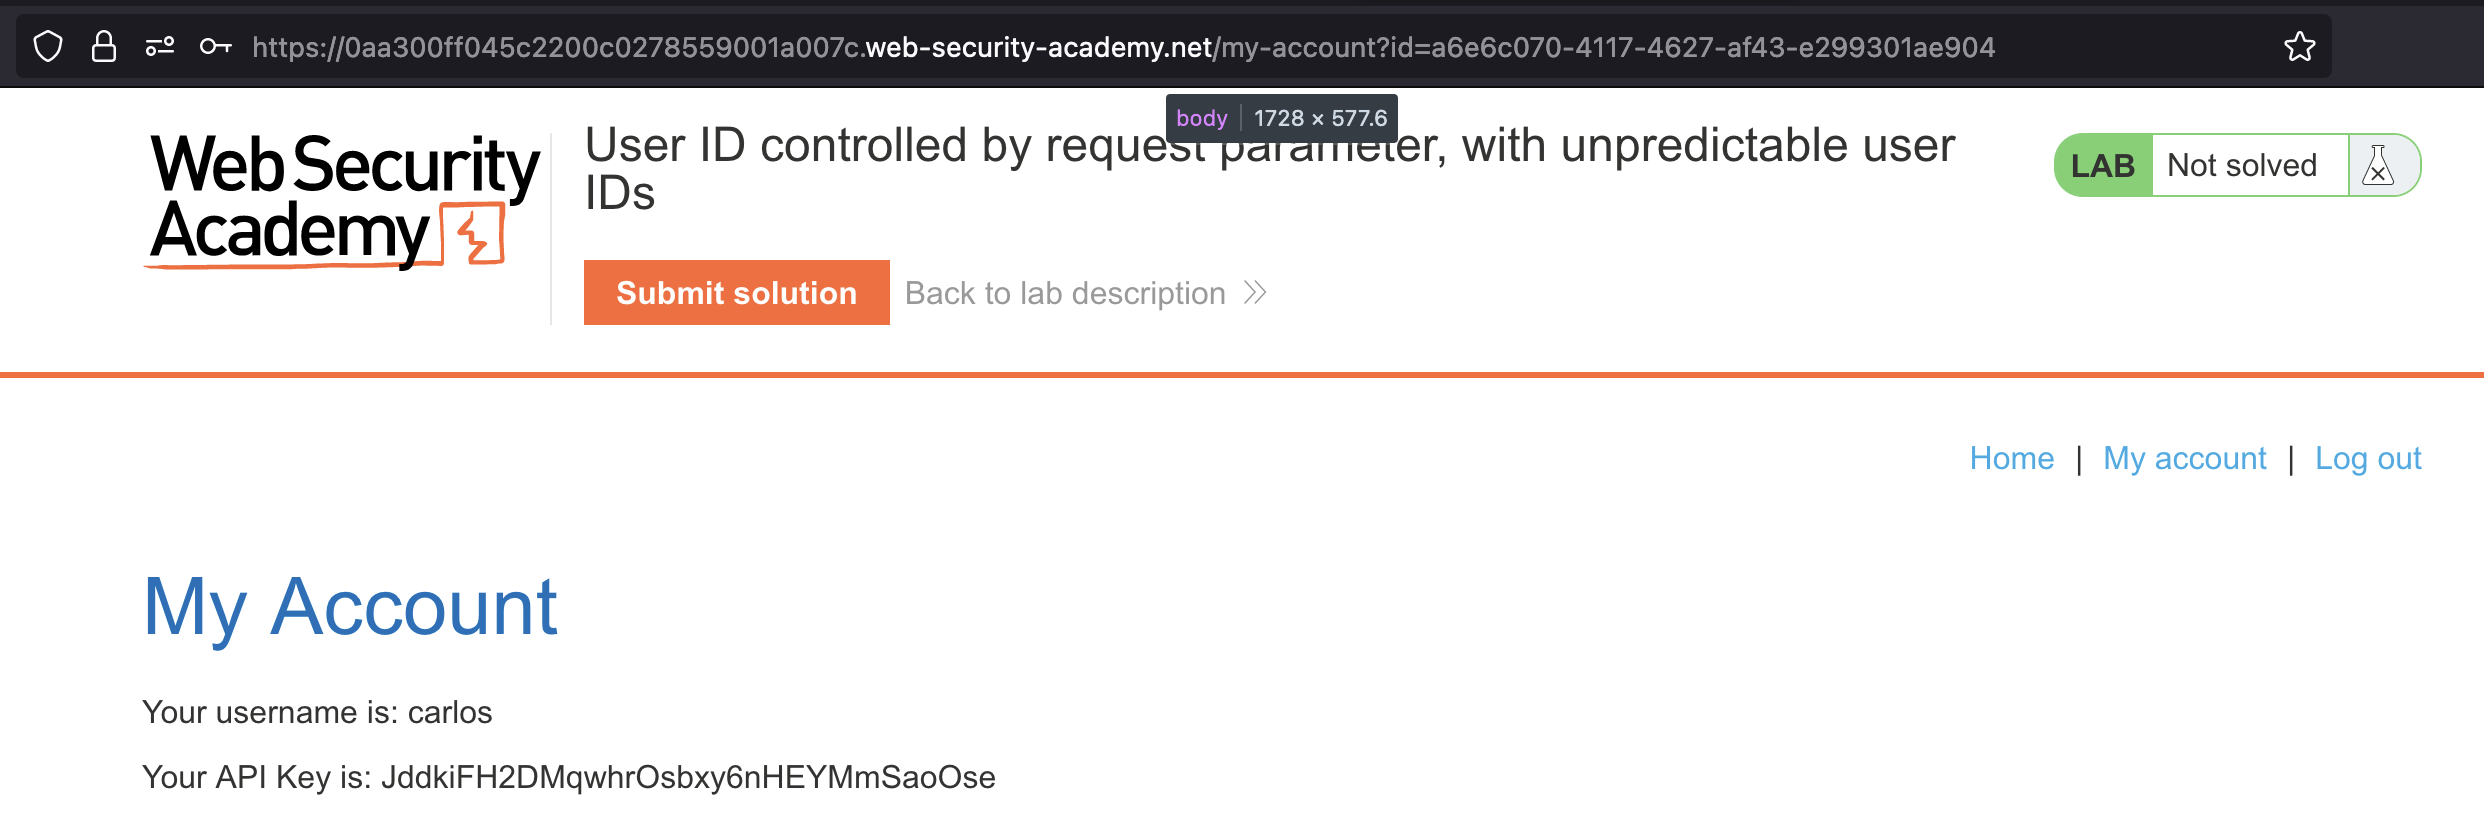 https://0aa300ff045c2200c0278559001a007c.web-security-academy.net/my-account?id=a6e6c070-4117-4627-af43-e299301ae904
body 1728 × 577.6
Web Security
Academy
User ID controlled by request parameter, with unpredictable user
IDs
LAB Not solved
Submit solution Back to lab description
Home | My account | Log out
My Account
Your username is: carlos
Your API Key is: JddkiFH2DMqwhrOsbxy6nHEYMmSaoOse